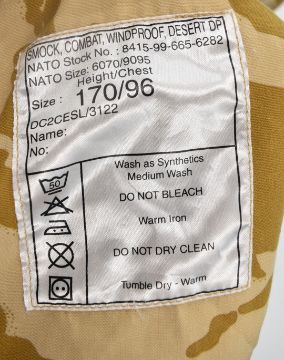 SMOCK, COMBAT, WINDPROOF, DESERT DP
NATO Stock No. : 8415-99-665-6282
NATO Size: 6070/9095
Height/Chest
Size : 170/96
DC2CESL/3122
Name:
No:
Wash as Synthetics
Medium Wash
50
DO NOT BLEACH
Warm Iron
DO NOT DRY CLEAN
Tumble Dry - Warm